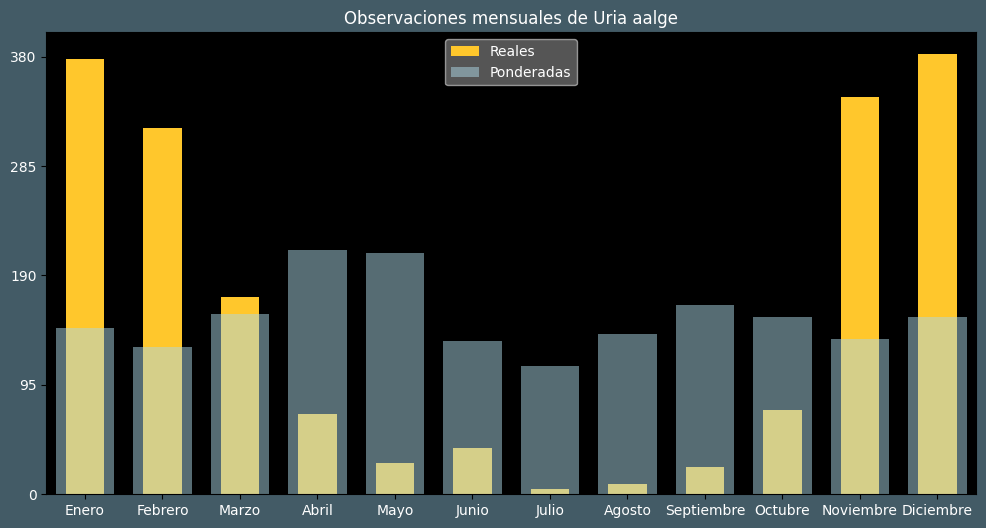 Observaciones mensuales de Uria aalge
Reales
Ponderadas
380
285
190
95
0
Enero Febrero Marzo Abril Mayo Junio Julio Agosto Septiembre Octubre Noviembre Diciembre